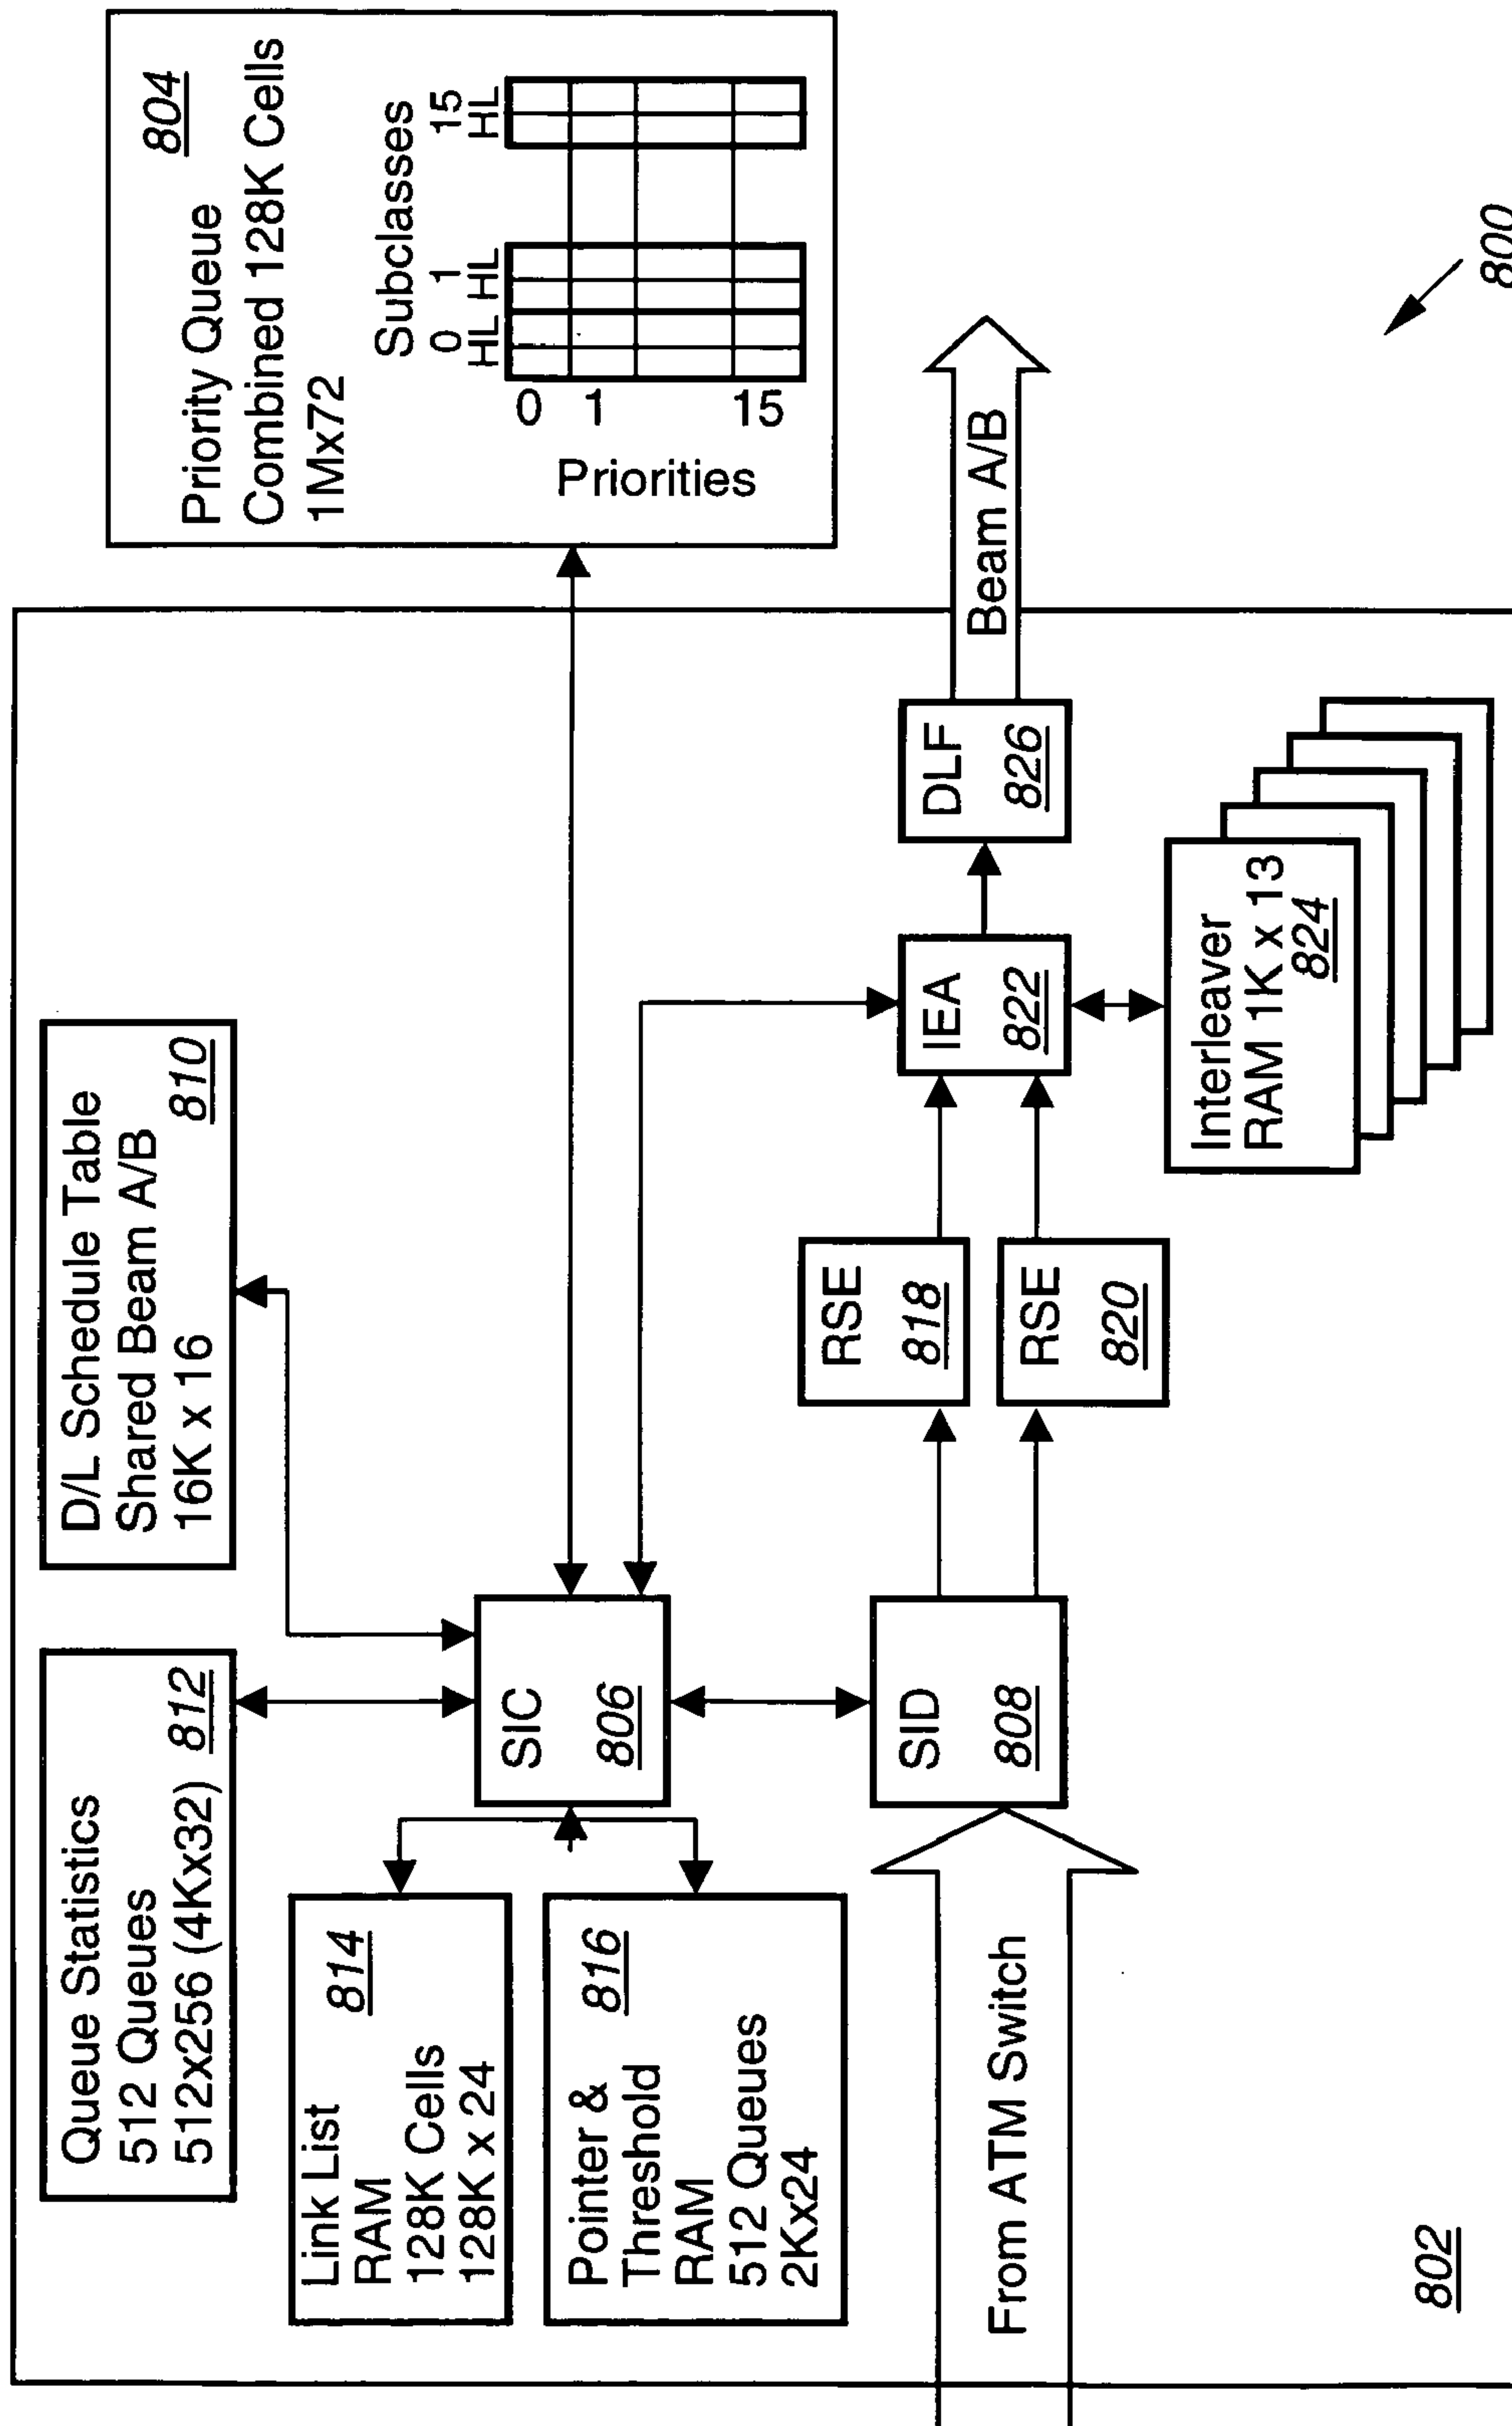 Queue Statistics
512 Queues
512x256 (4Kx32) 812
D/L Schedule Table
Shared Beam A/B
16K x 16 810
804
Priority Queue
Combined 128K Cells
1Mx72
Subclasses
0 1 15
HL HL HL
0
1
15
Priorities
Link List 814
RAM
128K Cells
128K x 24
Pointer & 816
Threshold
RAM
512 Queues
2Kx24
SIC
806
SID
808
From ATM Switch
RSE
818
RSE
820
IEA
822
DLF
826
Beam A/B
Interleaver
RAM 1K x 13
824
802
800